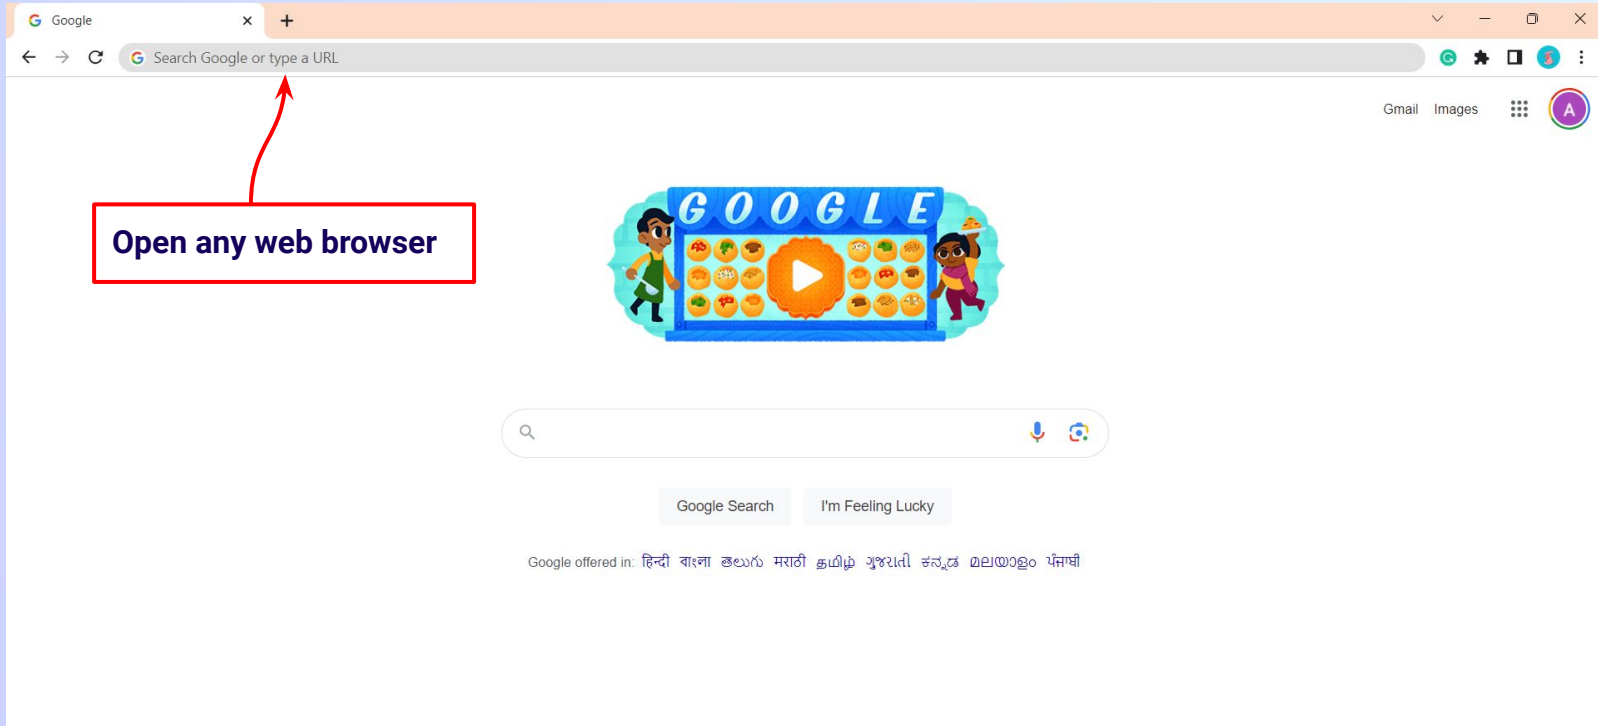 Google
Search Google or type a URL
Gmail Images
A
GOOGLE
Open any web browser
Google Search I'm Feeling Lucky
Google offered in: हिन्दी বাংলা తెలుగు मराठी தமிழ் ગુજરાતી ಕನ್ನಡ മലയാളം ਪੰਜਾਬੀ